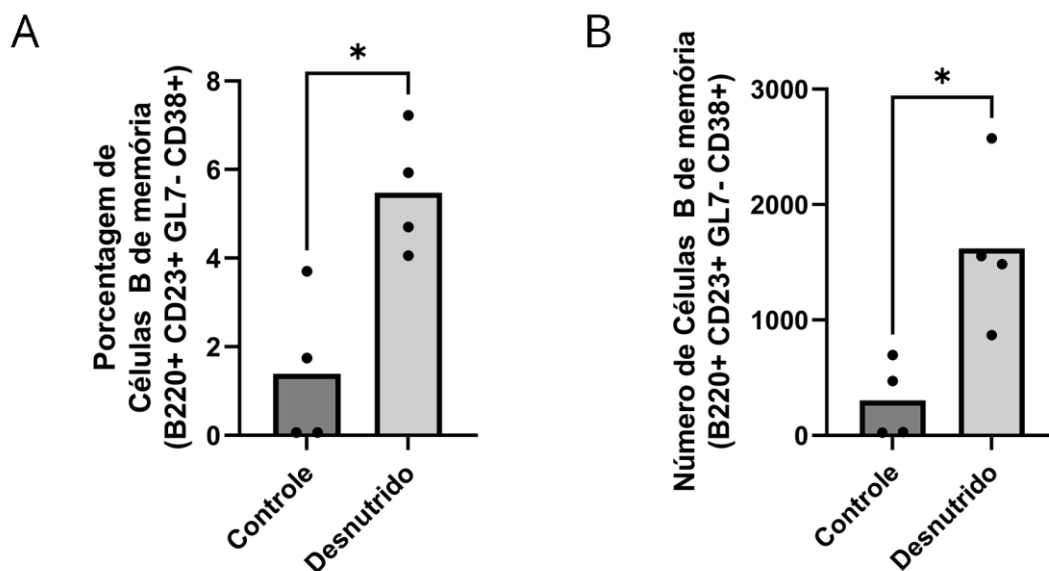 A
*
Porcentagem de
Células B de memória
(B220+ CD23+ GL7- CD38+)
8
6
4
2
0
Controle
Desnutrido
B
*
Número de Células B de memória
(B220+ CD23+ GL7- CD38+)
3000
2000
1000
0
Controle
Desnutrido